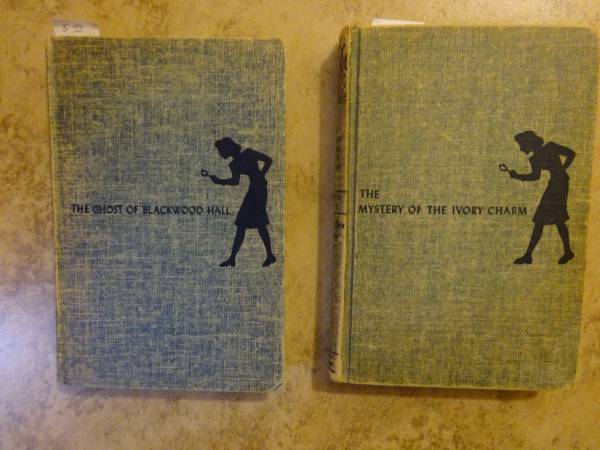 THE GHOST OF BLACKWOOD HALL
THE
MYSTERY OF THE IVORY CHARM